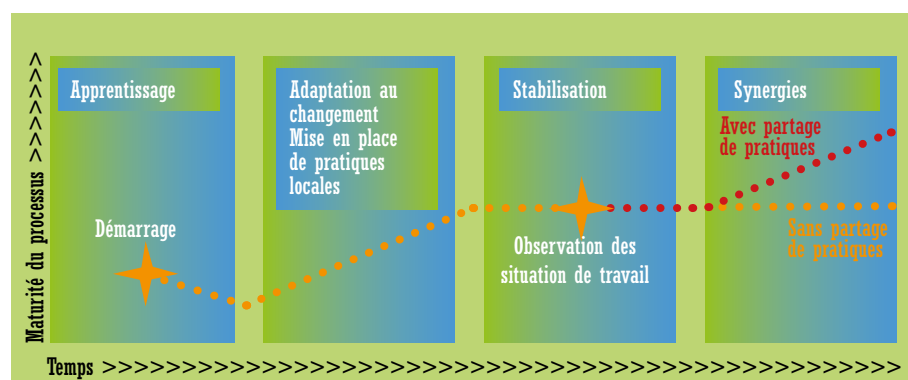 Maturité du processus >>>>>>>>
Apprentissage
Démarrage
Adaptation au
changement
Mise en place
de pratiques
locales
Stabilisation
Observation des
situation de travail
Synergies
Avec partage
de pratiques
Sans partage
de pratiques
Temps >>>>>>>>>>>>>>>>>>>>>>>>>>>>>>>>>>>>>>>>>>>>>>>>>>